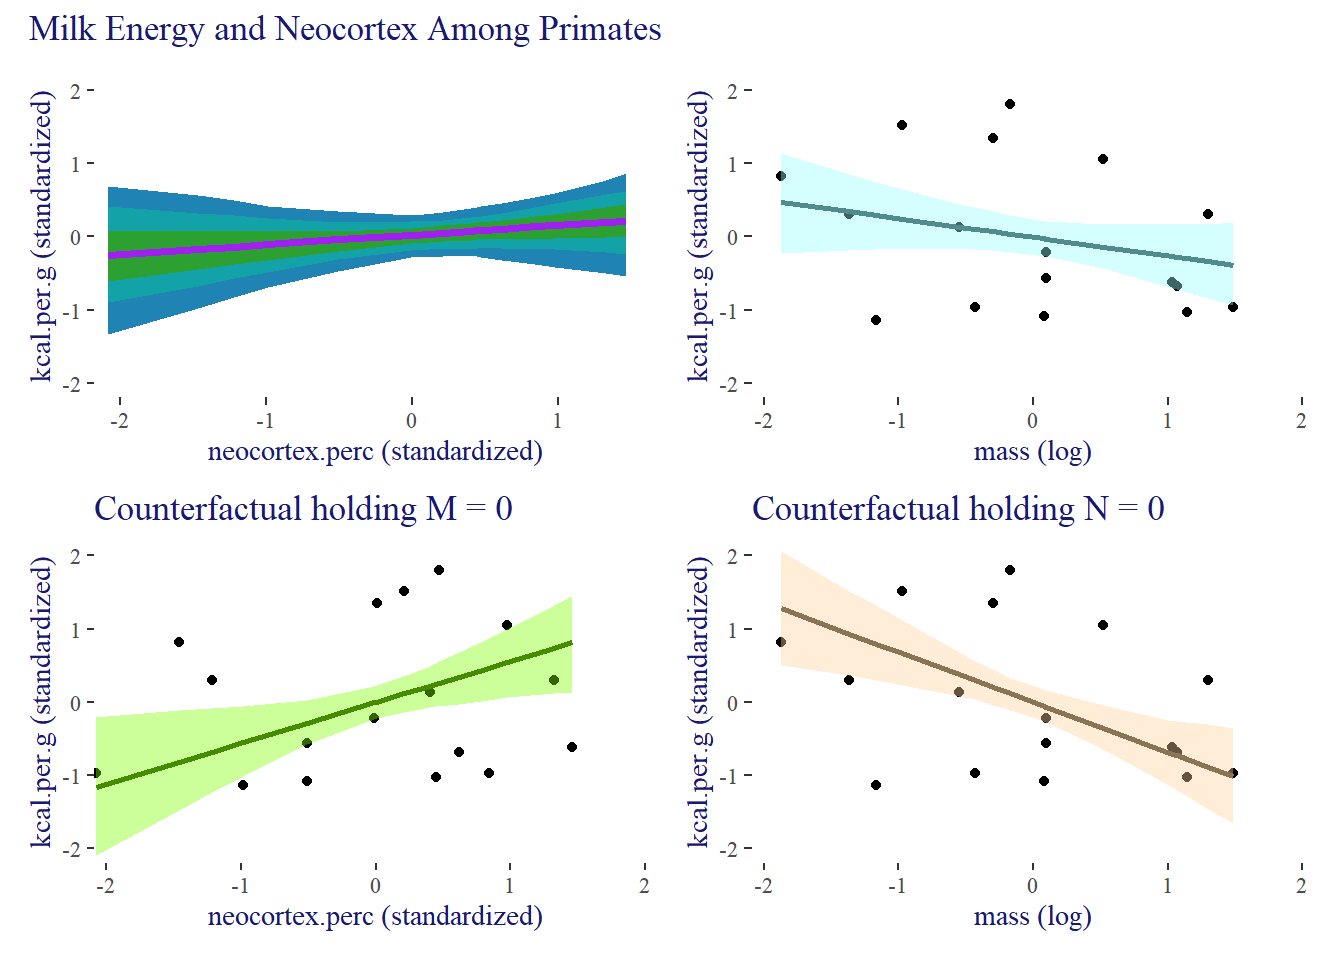 Milk Energy and Neocortex Among Primates
kcal.per.g (standardized)
2
1
0
-1
-2
-2 -1 0 1
neocortex.perc (standardized)
kcal.per.g (standardized)
2
1
0
-1
-2
-2 -1 0 1 2
mass (log)
Counterfactual holding M = 0
kcal.per.g (standardized)
2
1
0
-1
-2
-2 -1 0 1 2
neocortex.perc (standardized)
Counterfactual holding N = 0
kcal.per.g (standardized)
2
1
0
-1
-2
-2 -1 0 1 2
mass (log)